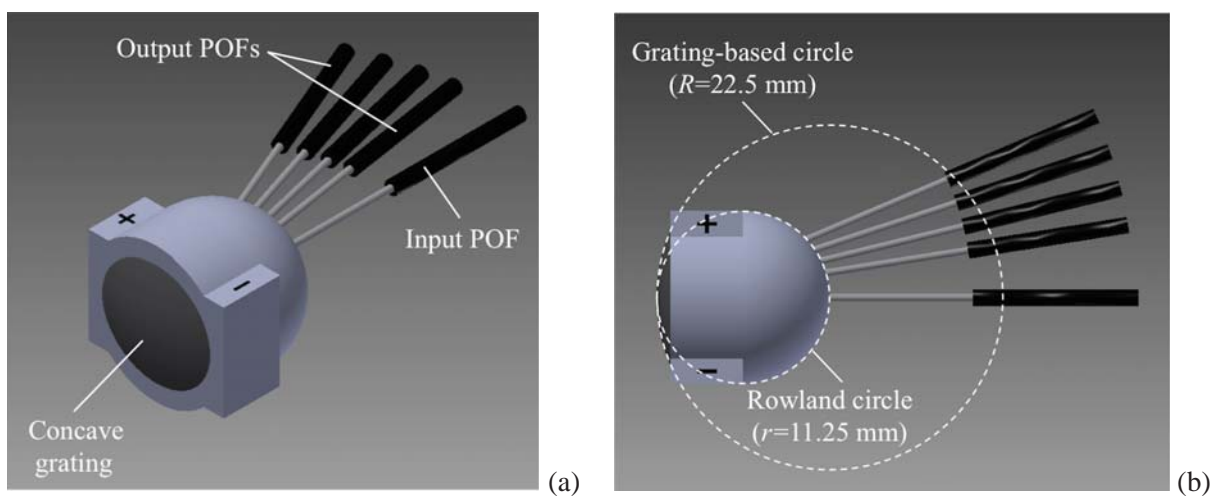 Output POFs
+
−
Input POF
Concave
grating
(a)
Grating-based circle
(R=22.5 mm)
+
−
Rowland circle
(r=11.25 mm)
(b)